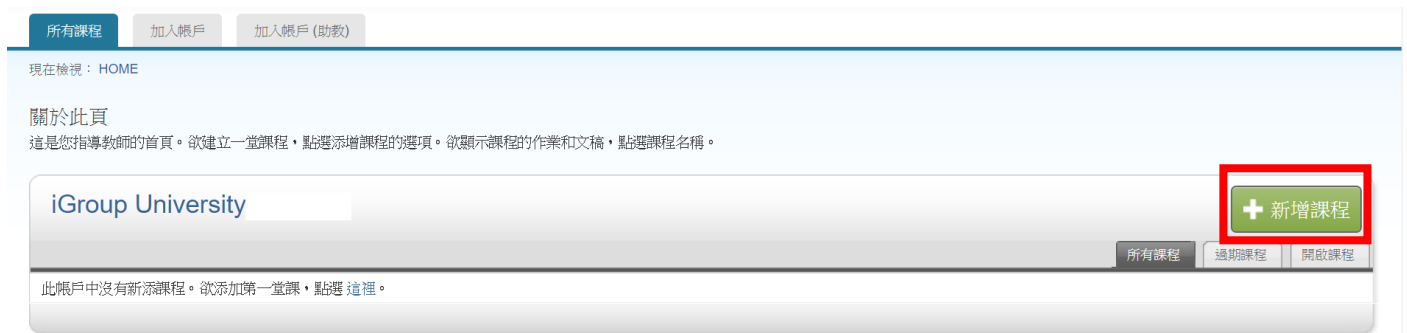 所有課程 加入帳戶 加入帳戶 (助教)
現在檢視： HOME
關於此頁
這是您指導教師的首頁。欲建立一堂課程，點選添增課程的選項。欲顯示課程的作業和文稿，點選課程名稱。
iGroup University
新增課程
所有課程 過期課程 開啟課程
此帳戶中沒有新添課程。欲添加第一堂課，點選 這裡。